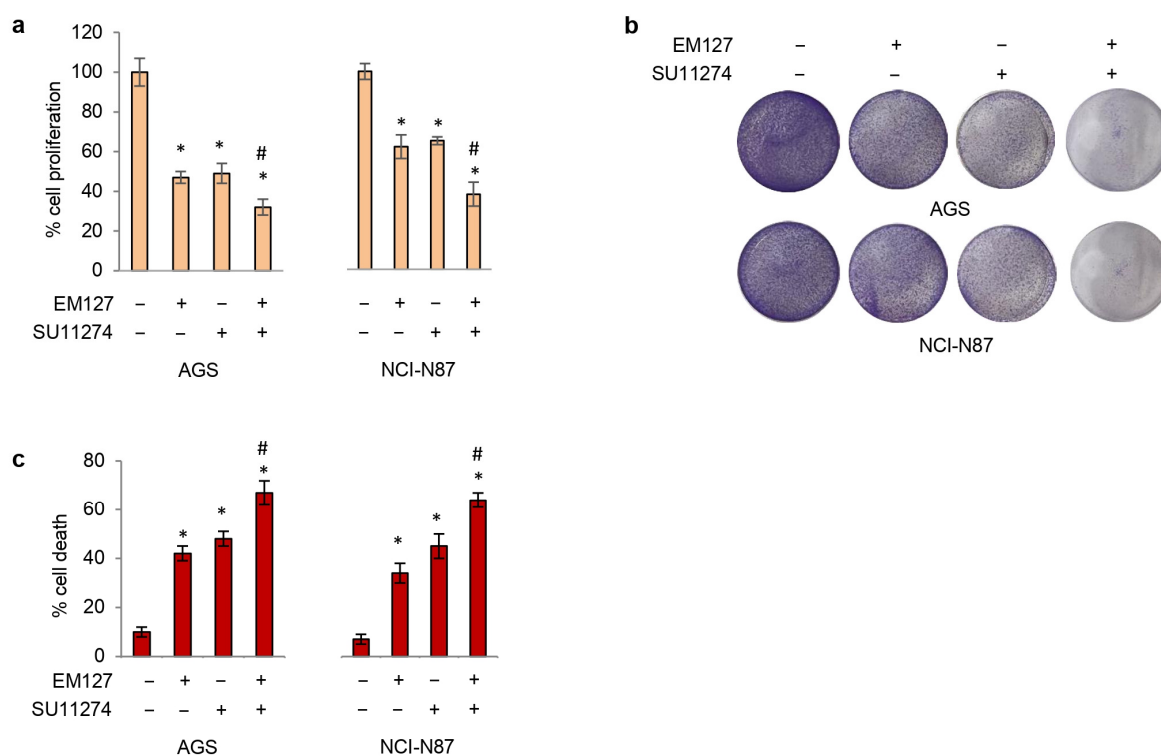 a
120
100
80
60
40
20
0
% cell proliferation
* * # *
* * # *
EM127 – + – + – + – +
SU11274 – – + + – – + +
AGS NCI-N87
b
EM127 – + – +
SU11274 – – + +
AGS
NCI-N87
c
80
60
40
20
0
% cell death
* * # *
* * # *
EM127 – + – + – + – +
SU11274 – – + + – – + +
AGS NCI-N87